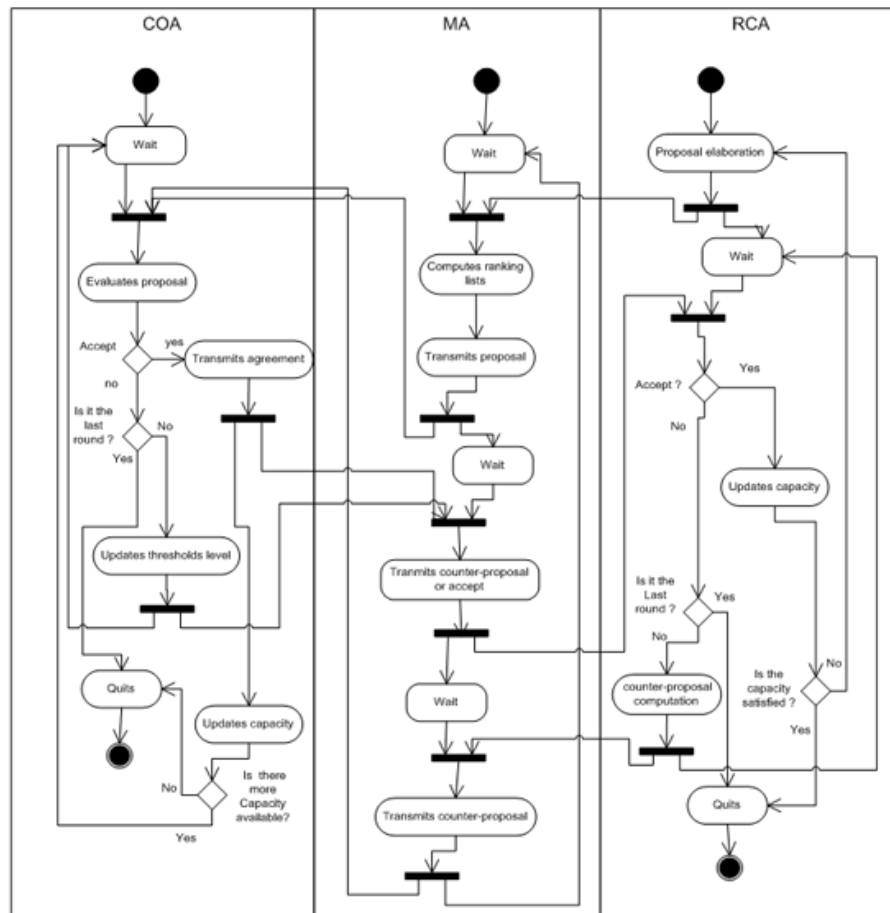 COA
MA
RCA
Wait
Evaluates proposal
Accept
yes
Transmits agreement
no
Is it the
last
round ?
No
Yes
Updates thresholds level
Quits
Updates capacity
No
Is there
more
Capacity
available?
Yes
Wait
Computes ranking
lists
Transmits proposal
Wait
Tranmits counter-proposal
or accept
Wait
Transmits counter-proposal
Proposal elaboration
Wait
Accept ?
Yes
No
Updates capacity
Is it the
Last
round ?
Yes
No
counter-proposal
computation
Is the
capacity
satisfied ?
No
Yes
Quits